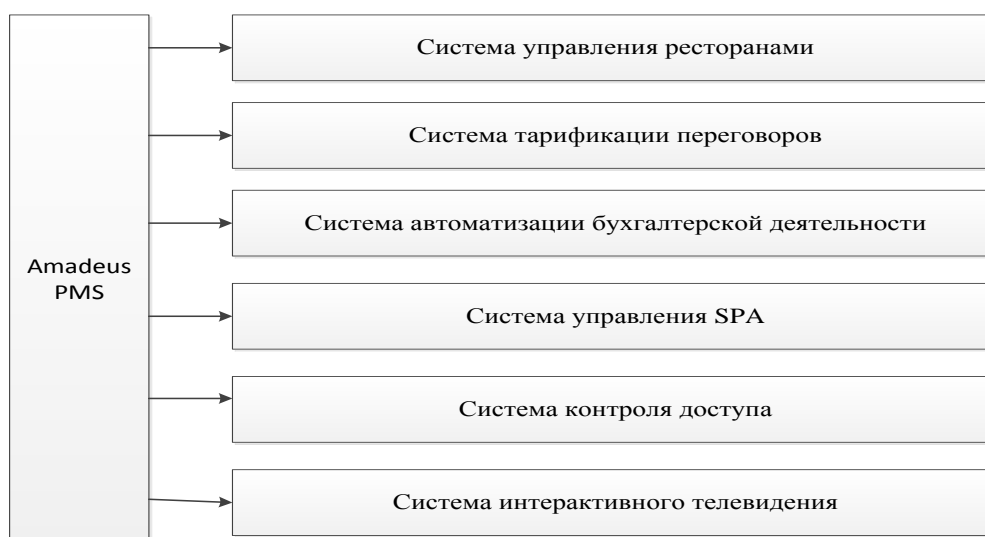 Система управления ресторанами
Система тарификации переговоров
Система автоматизации бухгалтерской деятельности
Amadeus
PMS
Система управления SPA
Система контроля доступа
Система интерактивного телевидения